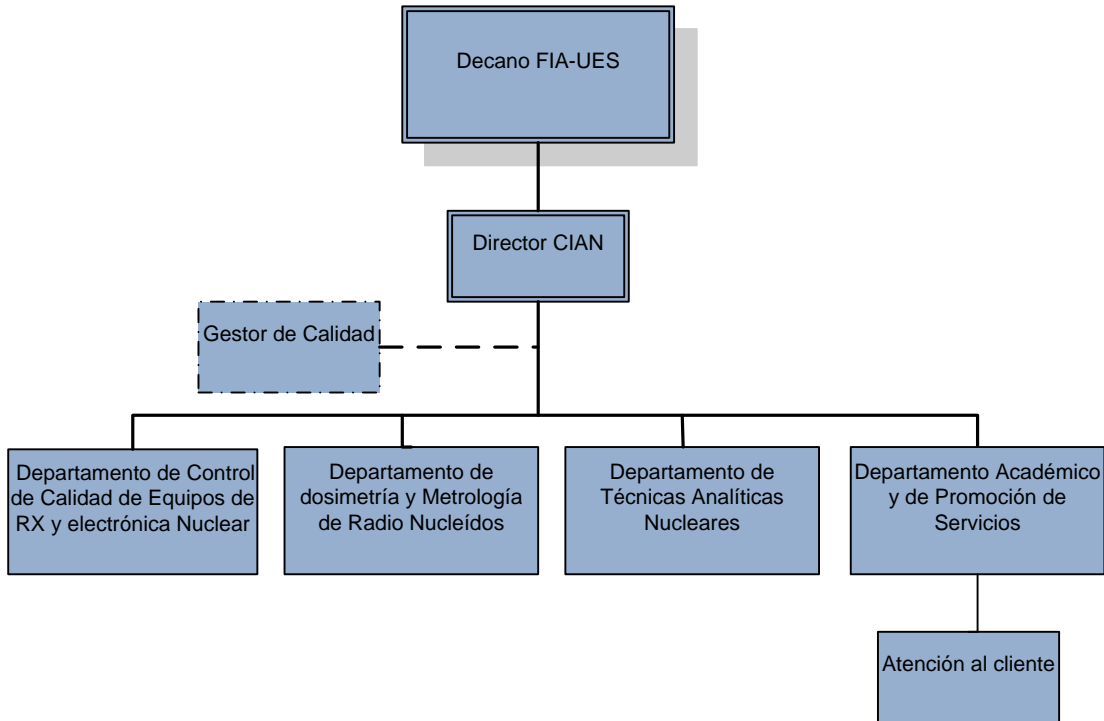 Decano FIA-UES
Director CIAN
Gestor de Calidad
Departamento de Control
de Calidad de Equipos de
RX y electrónica Nuclear
Departamento de
dosimetría y Metrología
de Radio Nucleídos
Departamento de
Técnicas Analíticas
Nucleares
Departamento Académico
y de Promoción de
Servicios
Atención al cliente